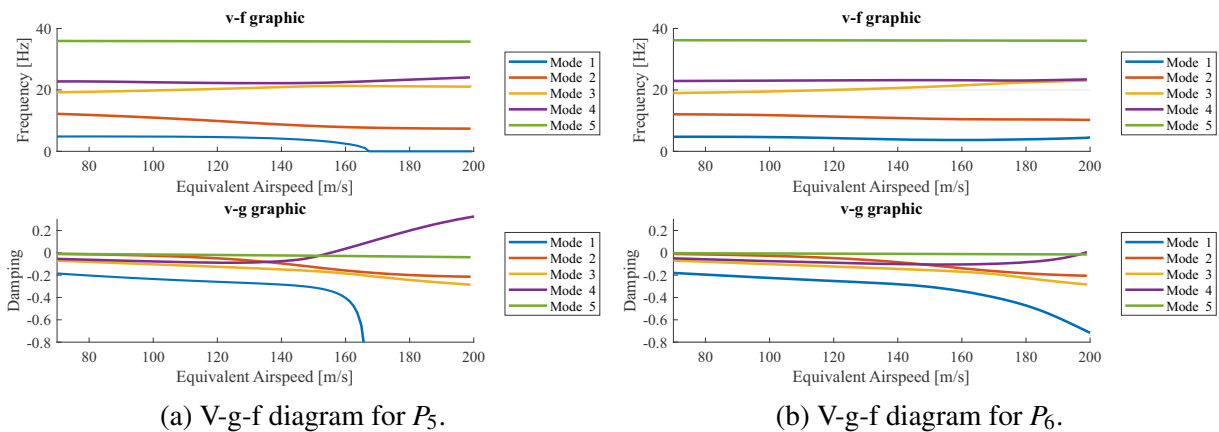 v-f graphic
40
20
0
Frequency [Hz]
80 100 120 140 160 180 200
Equivalent Airspeed [m/s]
Mode 1
Mode 2
Mode 3
Mode 4
Mode 5
v-g graphic
0.2
0
-0.2
-0.4
-0.6
-0.8
Damping
80 100 120 140 160 180 200
Equivalent Airspeed [m/s]
Mode 1
Mode 2
Mode 3
Mode 4
Mode 5
(a) V-g-f diagram for P5.
v-f graphic
40
20
0
Frequency [Hz]
80 100 120 140 160 180 200
Equivalent Airspeed [m/s]
Mode 1
Mode 2
Mode 3
Mode 4
Mode 5
v-g graphic
0.2
0
-0.2
-0.4
-0.6
-0.8
Damping
80 100 120 140 160 180 200
Equivalent Airspeed [m/s]
Mode 1
Mode 2
Mode 3
Mode 4
Mode 5
(b) V-g-f diagram for P6.